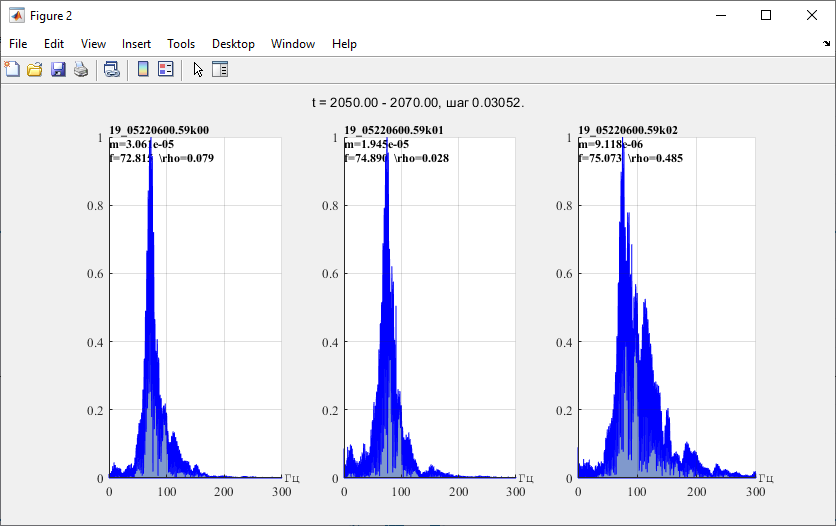 Figure 2
File Edit View Insert Tools Desktop Window Help
t = 2050.00 - 2070.00, шаг 0.03052.
19_05220600.59k00
m=3.061e-05
f=72.815 \rho=0.079
1
0.8
0.6
0.4
0.2
0
0 100 200 300
Гц
19_05220600.59k01
m=1.945e-05
f=74.890 \rho=0.028
1
0.8
0.6
0.4
0.2
0
0 100 200 300
Гц
19_05220600.59k02
m=9.118e-06
f=75.073 \rho=0.485
1
0.8
0.6
0.4
0.2
0
0 100 200 300
Гц